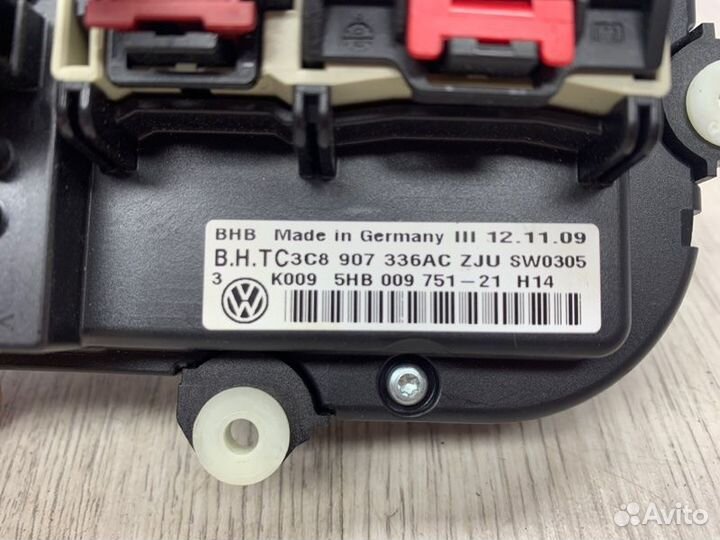 BHB Made in Germany III 12.11.09
B.H.TC3C8 907 336AC ZJU SW0305
3 K009 5HB 009 751-21 H14
Avito